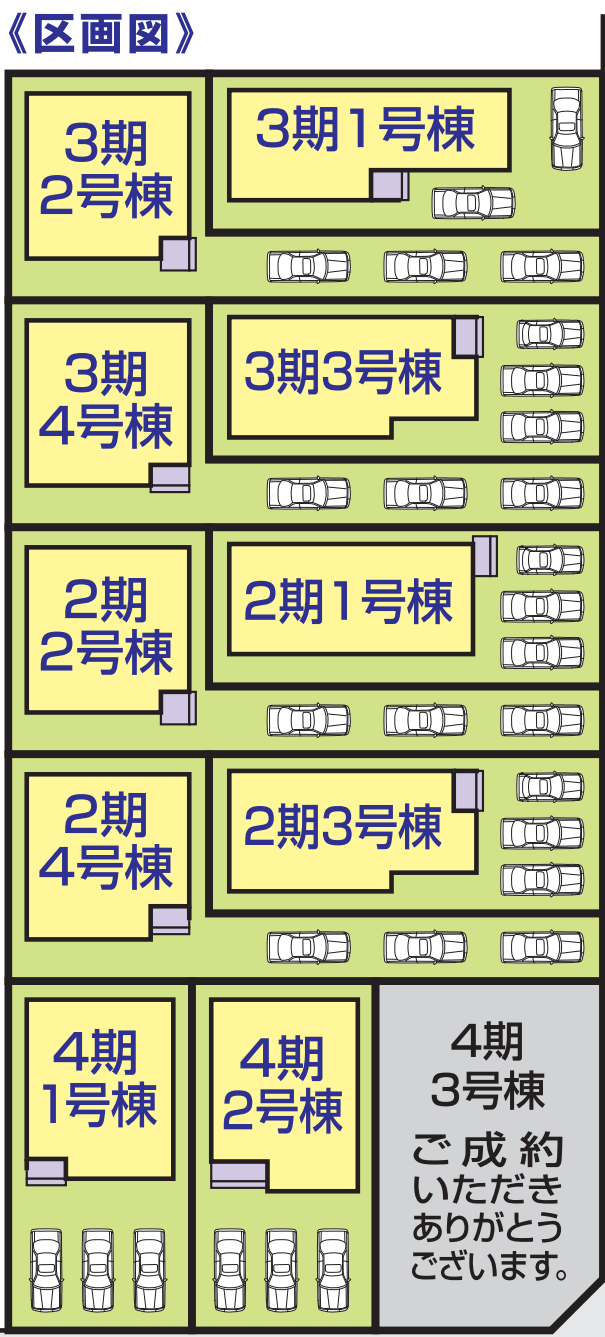 《区画図》
3期
2号棟
3期1号棟
3期
4号棟
3期3号棟
2期
2号棟
2期1号棟
2期
4号棟
2期3号棟
4期
1号棟
4期
2号棟
4期
3号棟
ご成約
いただき
ありがとう
ございます。